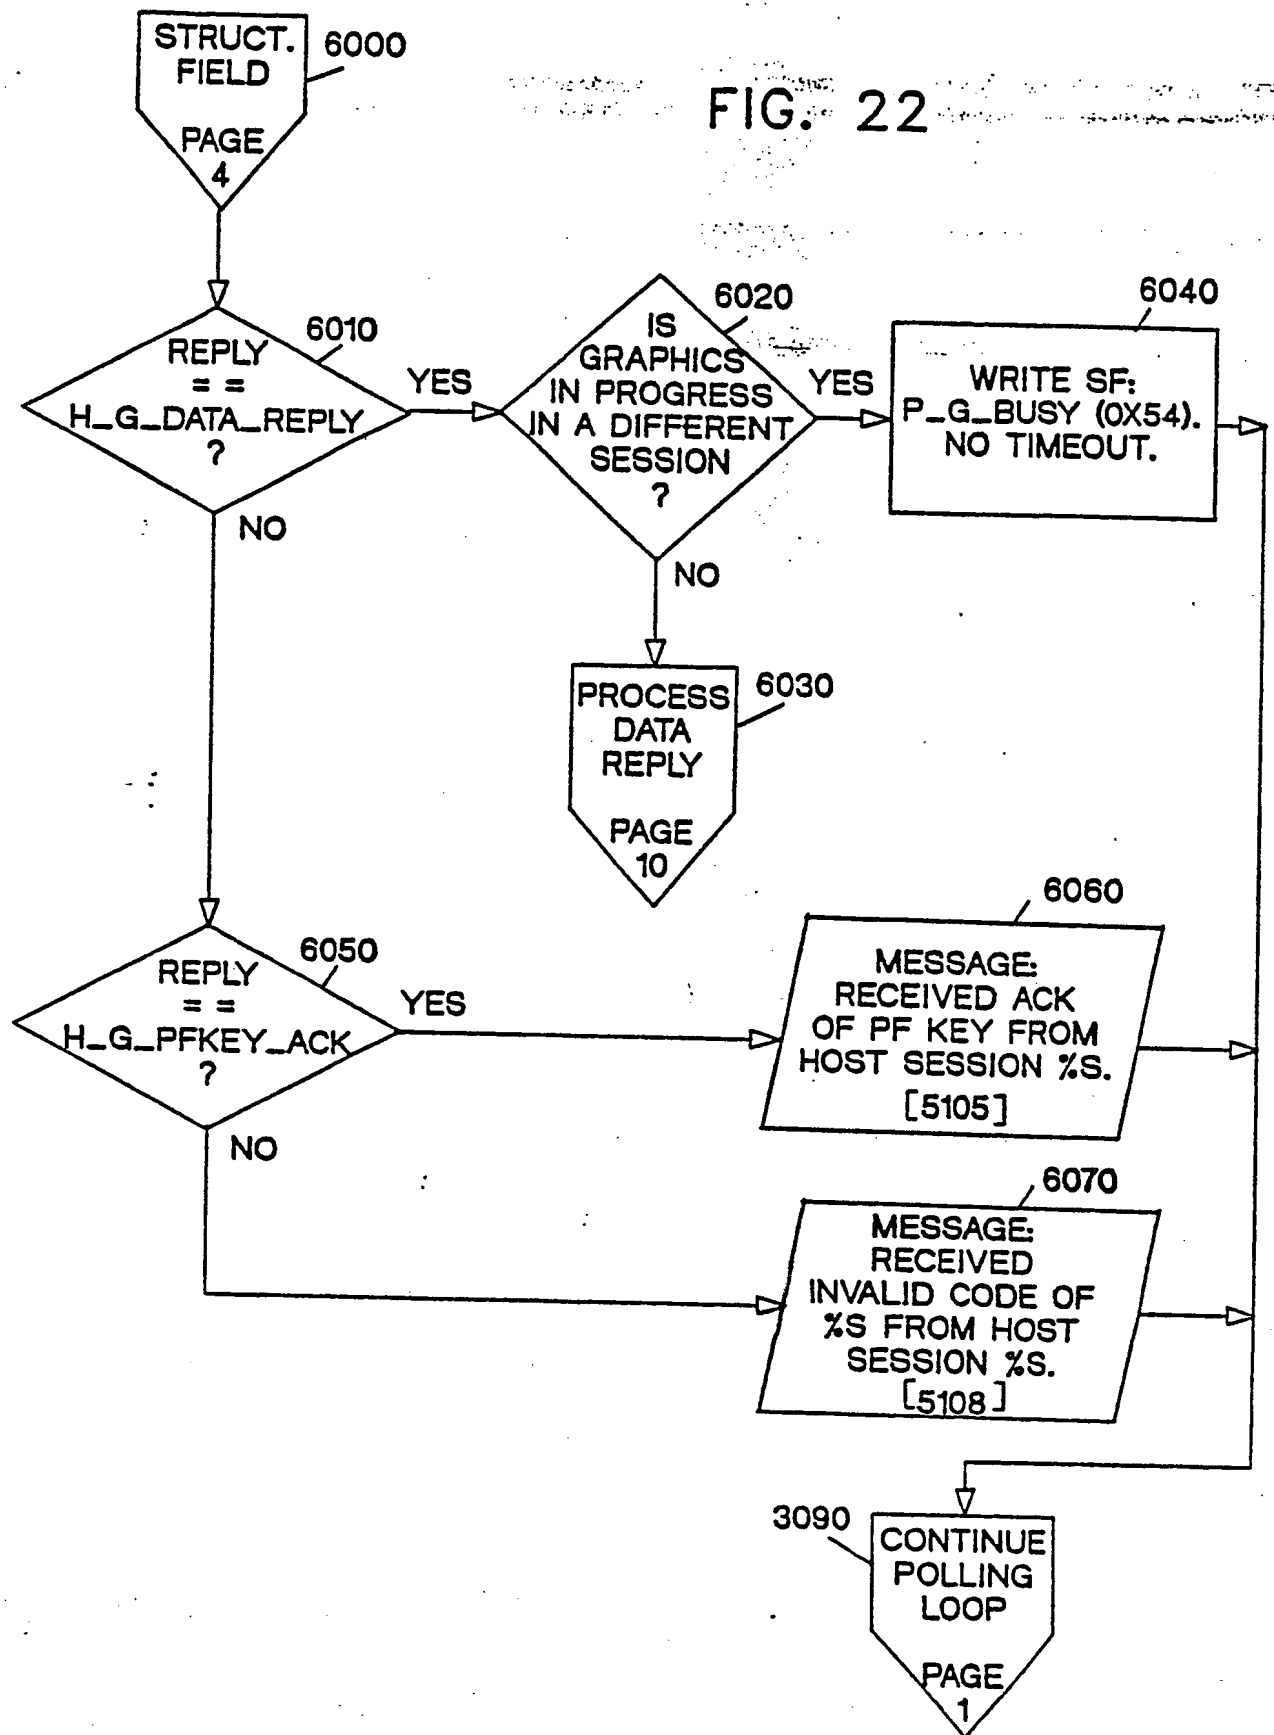 STRUCT.
FIELD
PAGE
4
6000
FIG. 22
6010
REPLY
= =
H_G_DATA_REPLY
?
YES
NO
6020
IS
GRAPHICS
IN PROGRESS
IN A DIFFERENT
SESSION
?
YES
NO
6040
WRITE SF:
P_G_BUSY (0X54).
NO TIMEOUT.
PROCESS
DATA
REPLY
PAGE
10
6030
6050
REPLY
= =
H_G_PFKEY_ACK
?
YES
NO
6060
MESSAGE:
RECEIVED ACK
OF PF KEY FROM
HOST SESSION %S.
[5105]
6070
MESSAGE:
RECEIVED
INVALID CODE OF
%S FROM HOST
SESSION %S.
[5108]
3090
CONTINUE
POLLING
LOOP
PAGE
1